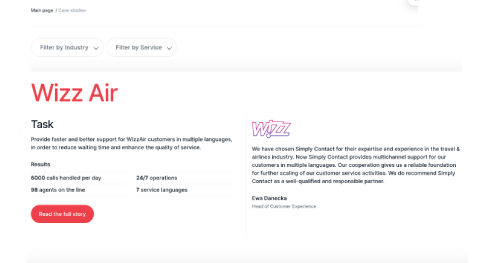 Main page / Case studies
Filter by Industry
Filter by Service
Wizz Air
Task
Provide faster and better support for WizzAir customers in multiple languages,
in order to reduce waiting time and enhance the quality of service.
Results
6000 calls handled per day
24/7 operations
98 agents on the line
7 service languages
Read the full story
WIZZ
We have chosen Simply Contact for their expertise and experience in the travel &
airlines industry. Now Simply Contact provides multichannel support for our
customers in multiple languages. Our cooperation gives us a reliable foundation
for further scaling of our customer service activities. We do recommend Simply
Contact as a well-qualified and responsible partner.
Ewa Danecka
Head of Customer Experience